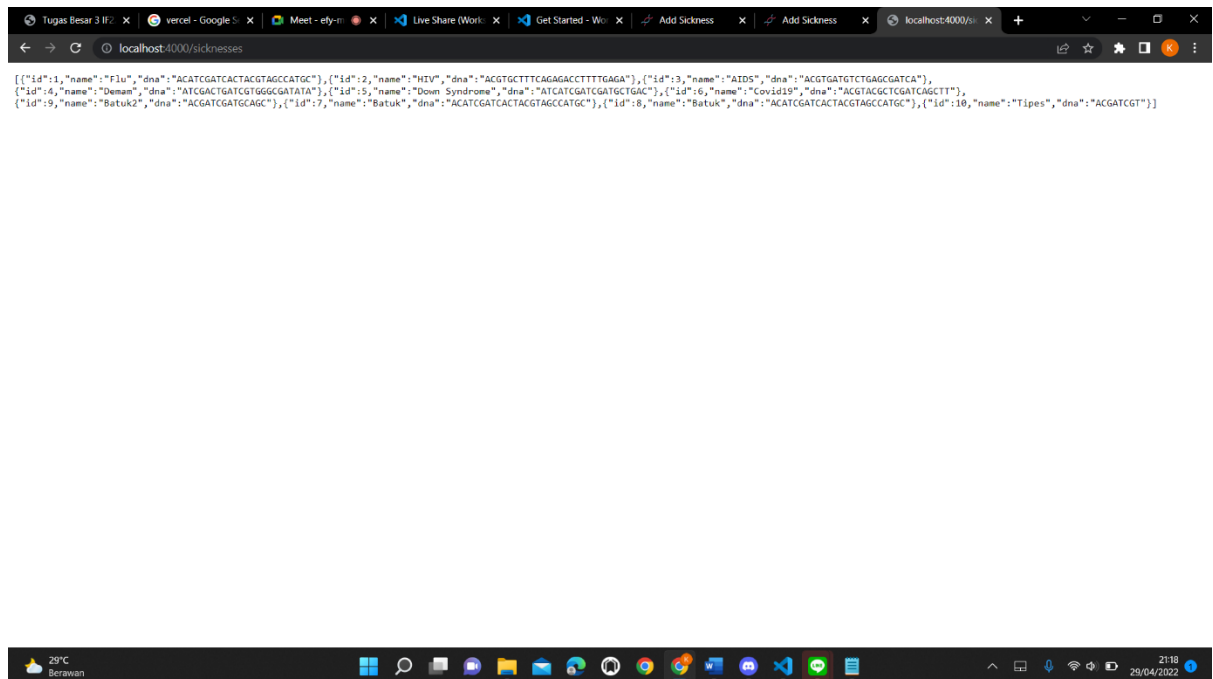 Tugas Besar 3 IF2
vercel - Google S
Meet - efy-m
Live Share (Work
Get Started - Wo
Add Sickness
Add Sickness
localhost:4000/si
localhost:4000/sicknesses
K
[{"id":1,"name":"Flu","dna":"ACATCGATCACTACGTAGCCATGC"},{"id":2,"name":"HIV","dna":"ACGTGCTTTCAGAGACCTTTTGAGA"},{"id":3,"name":"AIDS","dna":"ACGTGATGTCTGAGCGATCA"},
{"id":4,"name":"Demam","dna":"ATCGACTGATCGTGGGCGATATA"},{"id":5,"name":"Down Syndrome","dna":"ATCATCGATCGATGCTGAC"},{"id":6,"name":"Covid19","dna":"ACGTACGCTCGATCAGCTT"},
{"id":9,"name":"Batuk2","dna":"ACGATCGATGCAGC"},{"id":7,"name":"Batuk","dna":"ACATCGATCACTACGTAGCCATGC"},{"id":8,"name":"Batuk","dna":"ACATCGATCACTACGTAGCCATGC"},{"id":10,"name":"Tipes","dna":"ACGATCGT"}]
29°C
Berawan
21:18
29/04/2022
1